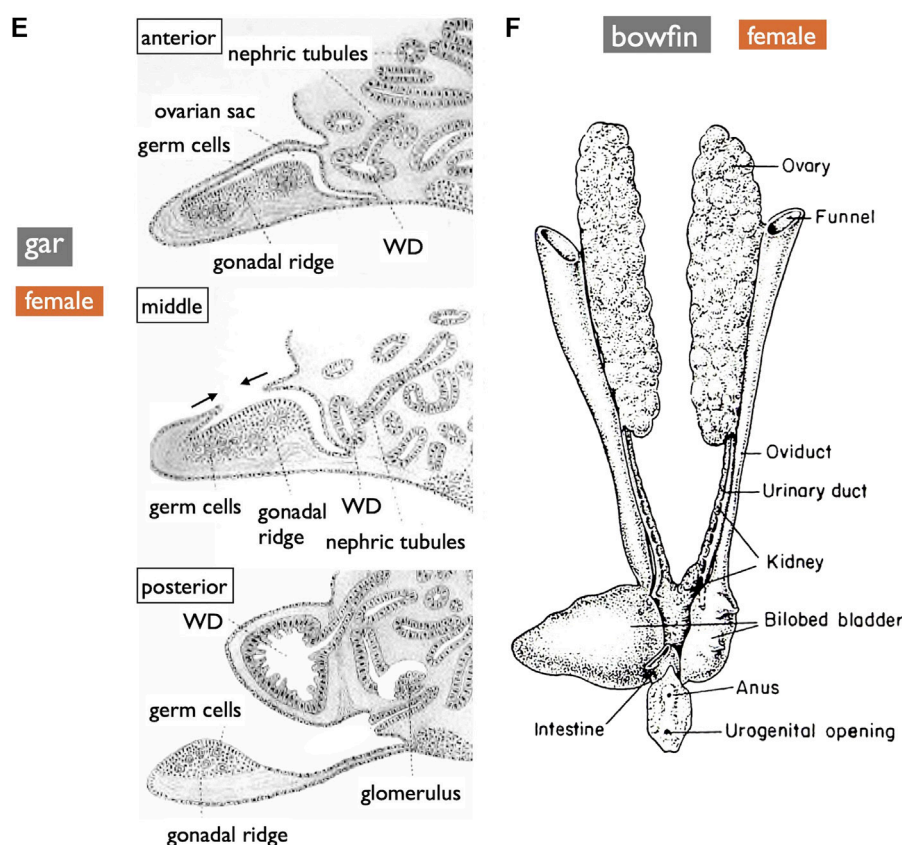 E
gar
female
anterior
nephric tubules
ovarian sac
germ cells
gonadal ridge
WD
middle
germ cells
gonadal
ridge
WD
nephric tubules
posterior
WD
germ cells
glomerulus
gonadal ridge
F
bowfin
female
Ovary
Funnel
Oviduct
Urinary duct
Kidney
Bilobed bladder
Anus
Intestine
Urogenital opening